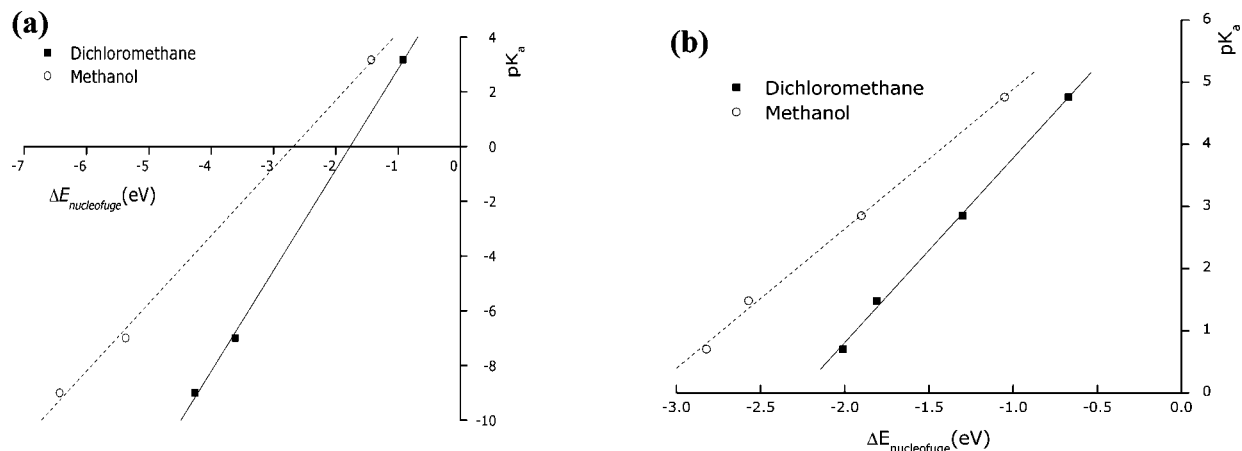 (a)
Dichloromethane
Methanol
4
2
0
-2
-4
-6
-8
-10
pKa
-7 -6 -5 -4 -3 -2 -1 0
ΔEnucleofuge(eV)
(b)
Dichloromethane
Methanol
6
5
4
3
2
1
0
pKa
-3.0 -2.5 -2.0 -1.5 -1.0 -0.5 0.0
ΔEnucleofuge(eV)